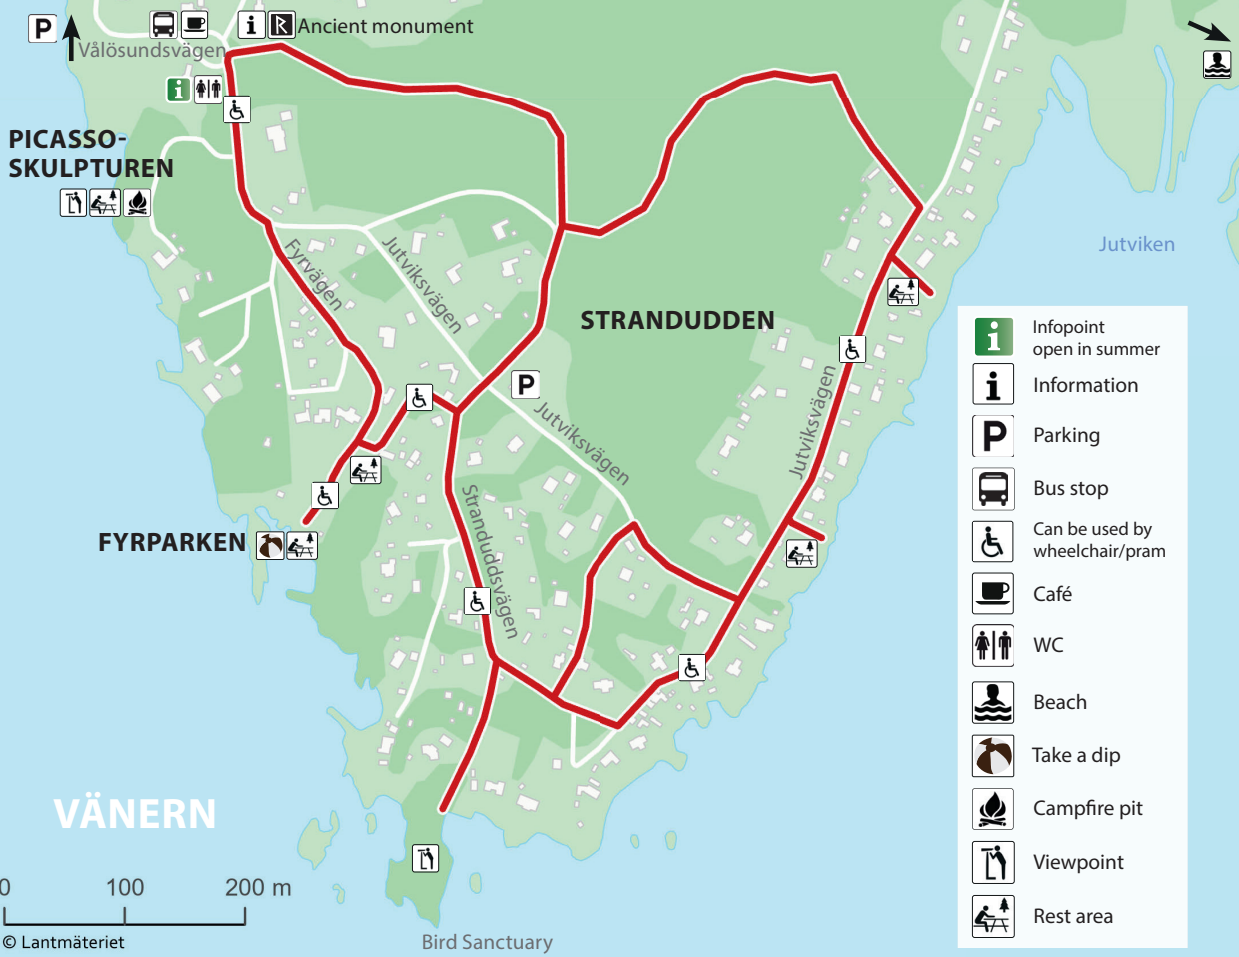 P
i
Ancient monument
Vålösundsvägen
i
PICASSO-
SKULPTUREN
Jutviken
Fyrvägen
Jutviksvägen
STRANDUDDEN
P
Jutviksvägen
Jutviksvägen
Stranduddsvägen
FYRPARKEN
VÄNERN
0 100 200 m
© Lantmäteriet
Bird Sanctuary
i Infopoint
open in summer
i Information
P Parking
Bus stop
Can be used by
wheelchair/pram
Café
WC
Beach
Take a dip
Campfire pit
Viewpoint
Rest area